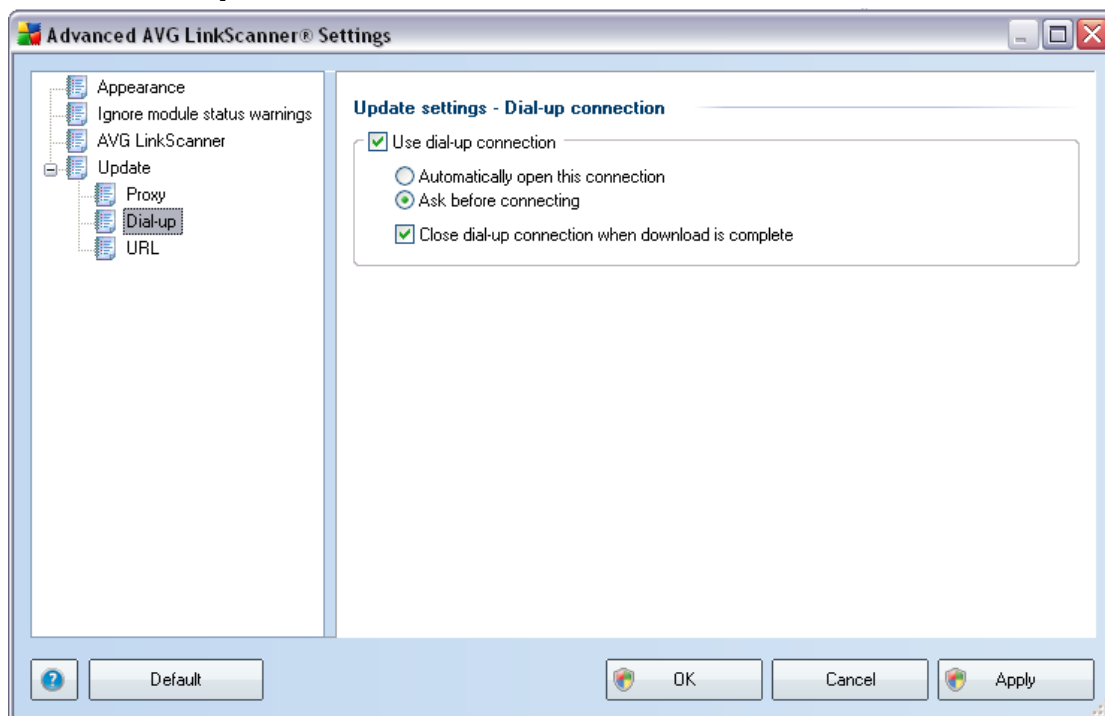 Advanced AVG LinkScanner® Settings
Appearance
Ignore module status warnings
AVG LinkScanner
Update
Proxy
Dial-up
URL
Update settings - Dial-up connection
Use dial-up connection
Automatically open this connection
Ask before connecting
Close dial-up connection when download is complete
?
Default
OK
Cancel
Apply